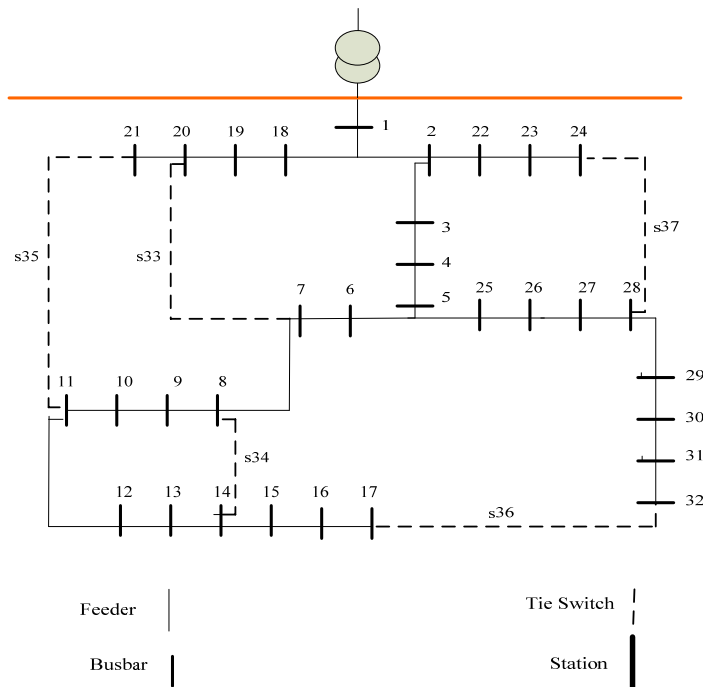 1
21 20 19 18 2 22 23 24
s35 s33 3 s37
4
7 6 5 25 26 27 28
11 10 9 8 29
30
s34 31
12 13 14 15 16 17 32
s36
Feeder Tie Switch
Busbar Station